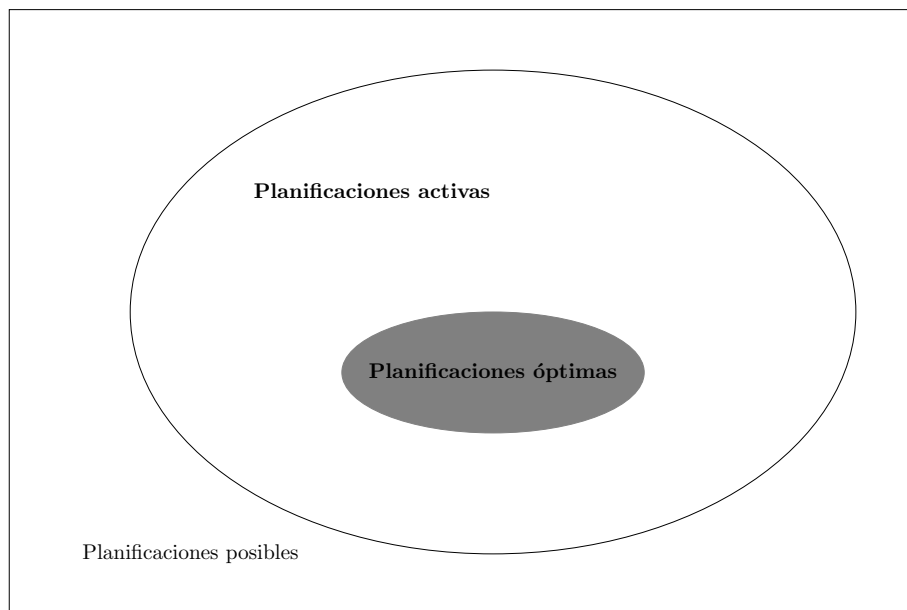 Planificaciones activas
Planificaciones óptimas
Planificaciones posibles